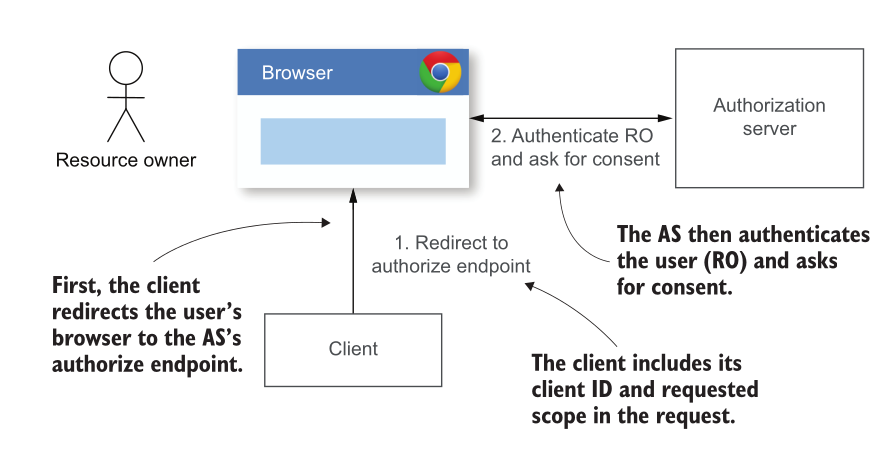 Browser
Authorization
server
Resource owner
2. Authenticate RO
and ask for consent
1. Redirect to
authorize endpoint
The AS then authenticates
the user (RO) and asks
for consent.
First, the client
redirects the user’s
browser to the AS’s
authorize endpoint.
Client
The client includes its
client ID and requested
scope in the request.